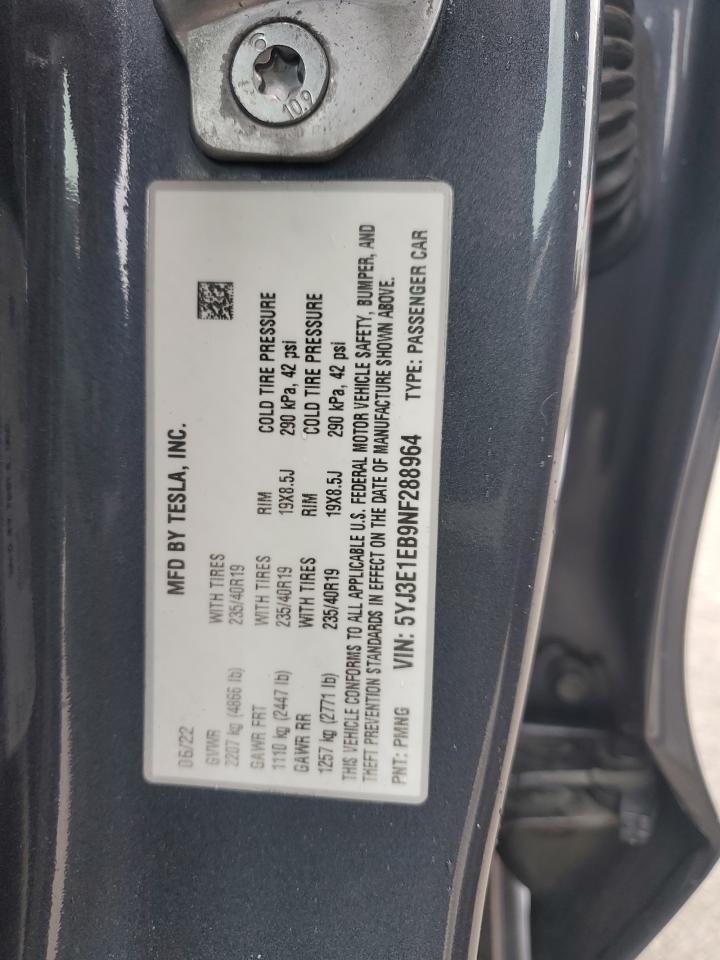 6
10.9
MFD BY TESLA, INC.
06/22
GVWR WITH TIRES
2207 kg (4866 lb) 235/40R19
GAWR FRT WITH TIRES RIM COLD TIRE PRESSURE
1110 kg (2447 lb) 235/40R19 19X8.5J 290 kPa, 42 psi
GAWR RR WITH TIRES RIM COLD TIRE PRESSURE
1257 kg (2771 lb) 235/40R19 19X8.5J 290 kPa, 42 psi
THIS VEHICLE CONFORMS TO ALL APPLICABLE U.S. FEDERAL MOTOR VEHICLE SAFETY, BUMPER, AND
THEFT PREVENTION STANDARDS IN EFFECT ON THE DATE OF MANUFACTURE SHOWN ABOVE.
PNT: PMNG VIN: 5YJ3E1EB9NF288964 TYPE: PASSENGER CAR